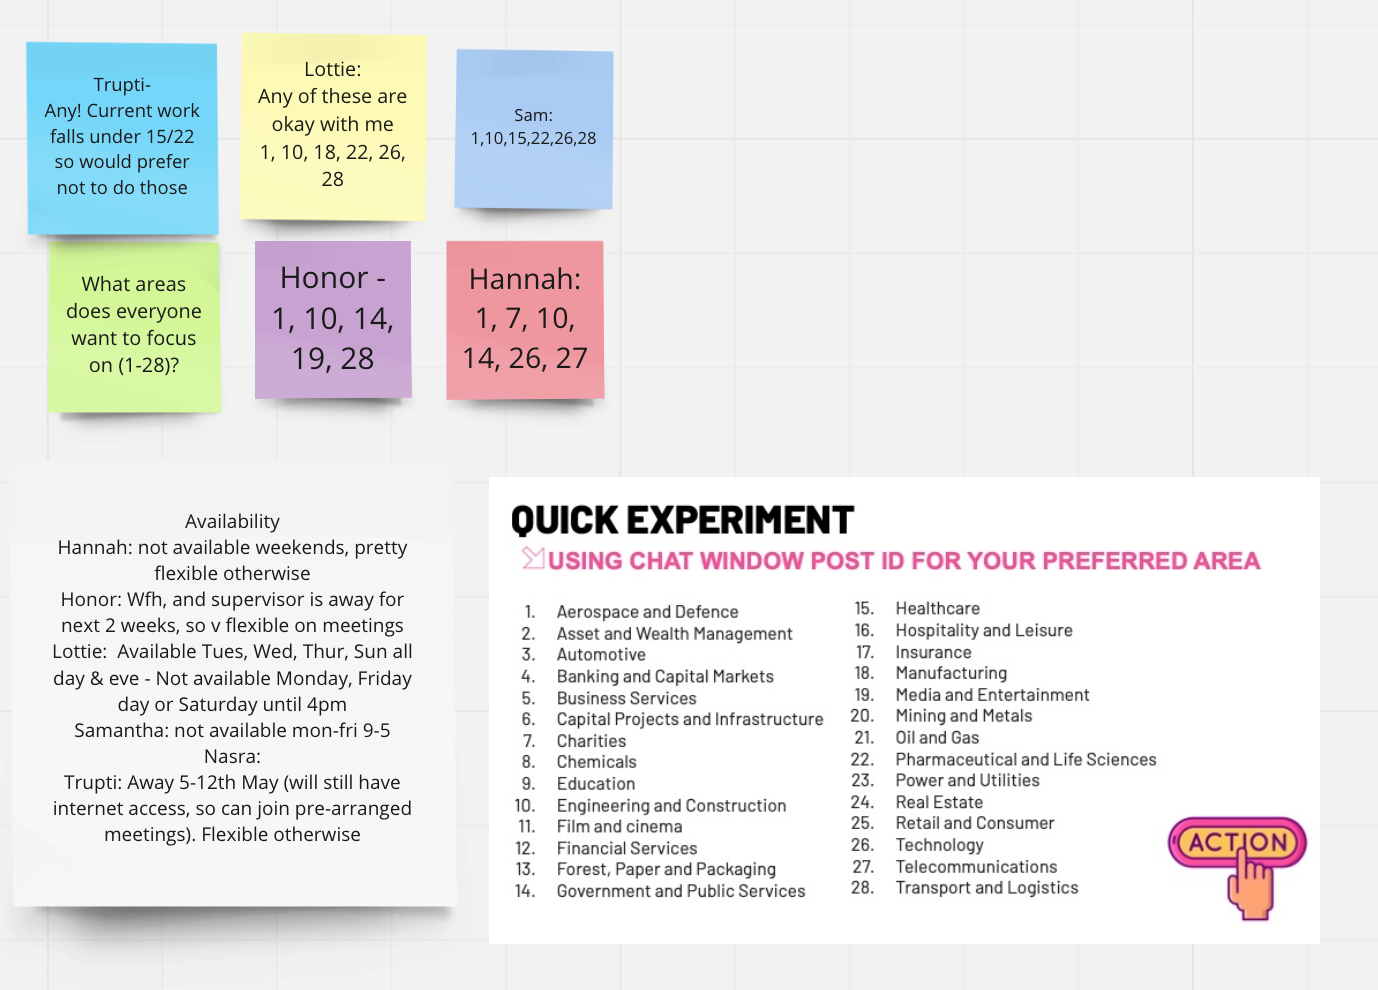 Trupti-
Any! Current work
falls under 15/22
so would prefer
not to do those
Lottie:
Any of these are
okay with me
1, 10, 18, 22, 26,
28
Sam:
1,10,15,22,26,28
What areas
does everyone
want to focus
on (1-28)?
Honor -
1, 10, 14,
19, 28
Hannah:
1, 7, 10,
14, 26, 27
Availability
Hannah: not available weekends, pretty
flexible otherwise
Honor: Wfh, and supervisor is away for
next 2 weeks, so v flexible on meetings
Lottie:  Available Tues, Wed, Thur, Sun all
day & eve - Not available Monday, Friday
day or Saturday until 4pm
Samantha: not available mon-fri 9-5
Nasra:
Trupti: Away 5-12th May (will still have
internet access, so can join pre-arranged
meetings). Flexible otherwise
QUICK EXPERIMENT
USING CHAT WINDOW POST ID FOR YOUR PREFERRED AREA
1. Aerospace and Defence
2. Asset and Wealth Management
3. Automotive
4. Banking and Capital Markets
5. Business Services
6. Capital Projects and Infrastructure
7. Charities
8. Chemicals
9. Education
10. Engineering and Construction
11. Film and cinema
12. Financial Services
13. Forest, Paper and Packaging
14. Government and Public Services
15. Healthcare
16. Hospitality and Leisure
17. Insurance
18. Manufacturing
19. Media and Entertainment
20. Mining and Metals
21. Oil and Gas
22. Pharmaceutical and Life Sciences
23. Power and Utilities
24. Real Estate
25. Retail and Consumer
26. Technology
27. Telecommunications
28. Transport and Logistics
ACTION